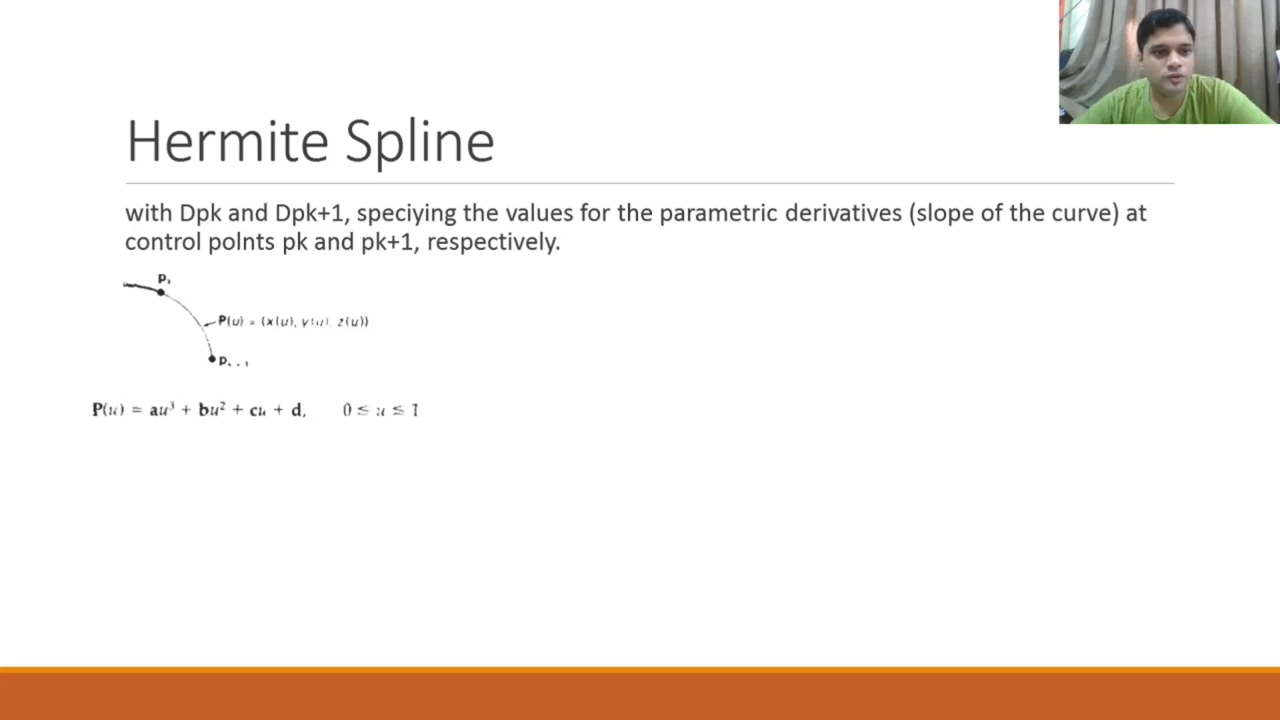 Hermite Spline
with Dpk and Dpk+1, speciying the values for the parametric derivatives (slope of the curve) at
control polnts pk and pk+1, respectively.
P(u) = (x(u), y(u), z(u))
P(u) = au³ + bu² + cu + d, 0 ≤ u ≤ 1